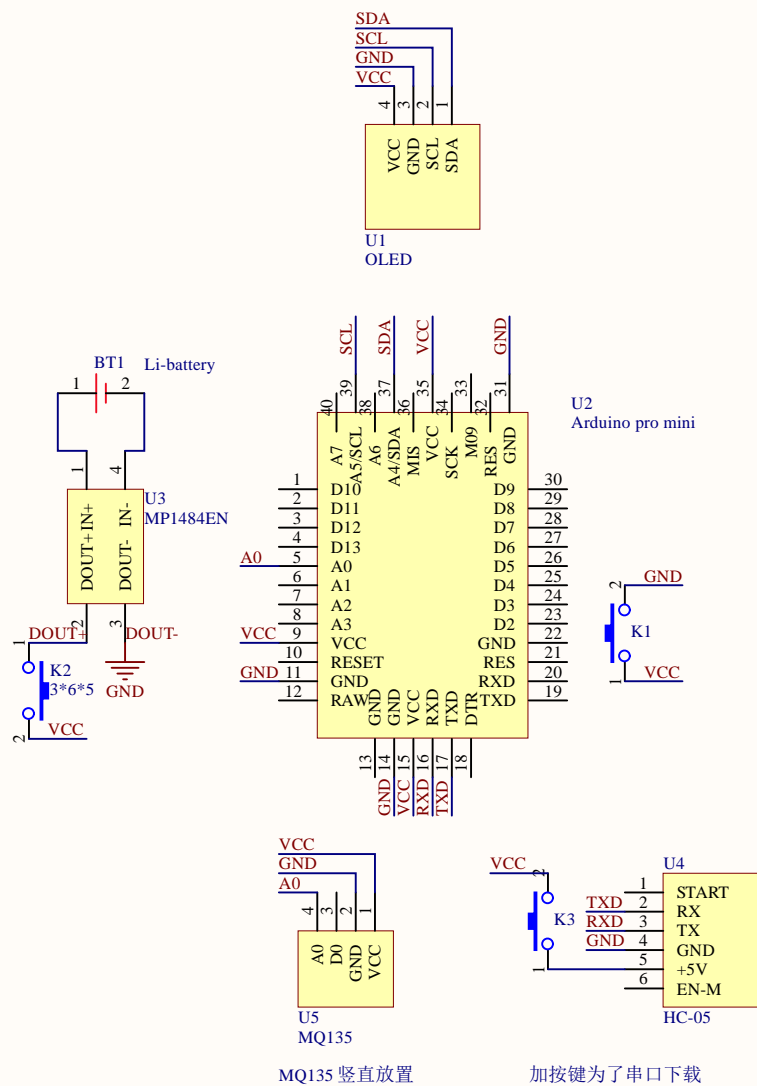 SDA
SCL
GND
VCC
4
3
2
1
VCC
GND
SCL
SDA
U1
OLED
SCL
SDA
VCC
GND
BT1
Li-battery
1
2
1
4
IN+
IN-
DOUT+
DOUT-
U3
MP1484EN
2
3
DOUT+
DOUT-
GND
1
K2
3*6*5
2
VCC
U2
Arduino pro mini
40
39
38
37
36
35
34
33
32
31
A7
A5/SCL
A6
A4/SDA
MIS
VCC
SCK
M09
RES
GND
1 D10
2 D11
3 D12
4 D13
A0 5 A0
6 A1
7 A2
8 A3
VCC 9 VCC
10 RESET
GND 11 GND
12 RAW
D9 30
D8 29
D7 28
D6 27
D5 26
D4 25
D3 24
D2 23
GND 22
RES 21
RXD 20
TXD 19
GND
GND
VCC
RXD
TXD
DTR
13
14
15
16
17
18
GND
VCC
RXD
TXD
2
GND
K1
1
VCC
VCC
GND
A0
4
3
2
1
A0
D0
GND
VCC
U5
MQ135
VCC
2
K3
1
U4
1 START
TXD 2 RX
RXD 3 TX
GND 4 GND
5 +5V
6 EN-M
HC-05
MQ135 竖直放置
加按键为了串口下载